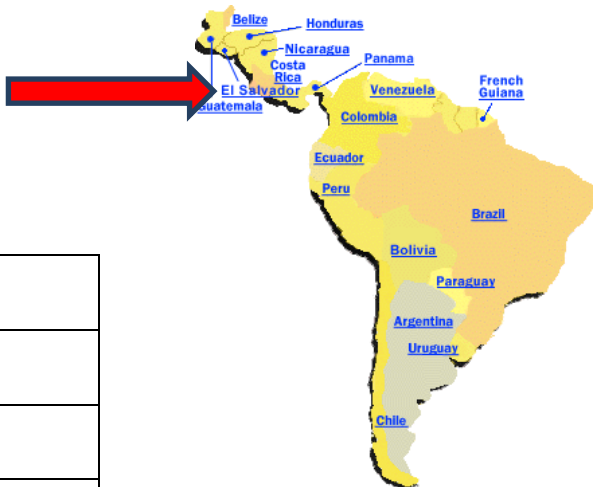 Belize
Honduras
Nicaragua
Costa
Rica
Panama
El Salvador
Guatemala
Venezuela
French
Guiana
Colombia
Ecuador
Peru
Brazil
Bolivia
Paraguay
Argentina
Uruguay
Chile